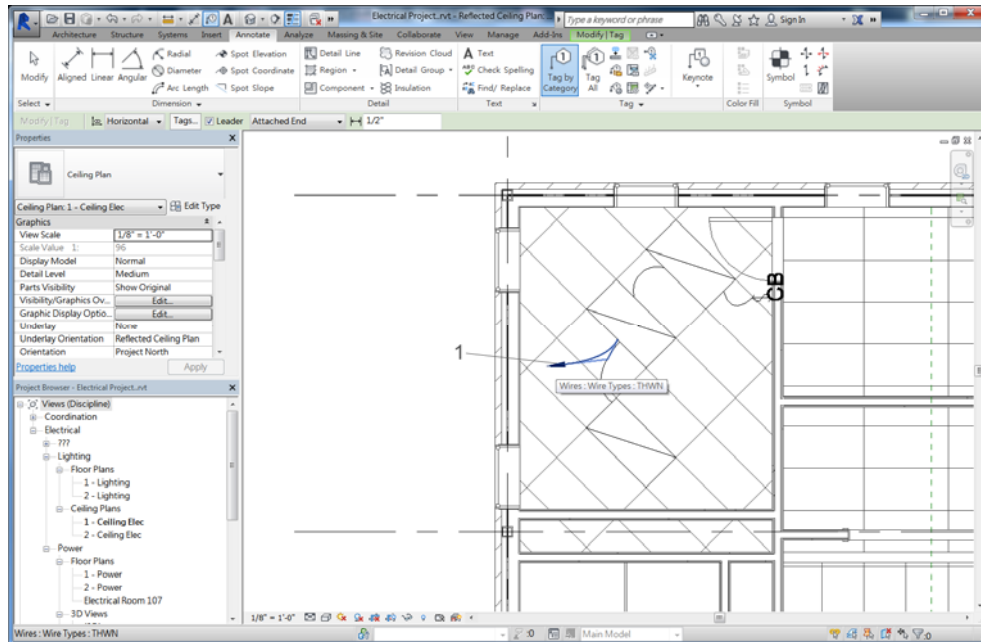 Electrical Project..rvt - Reflected Ceiling Plan:...
Type a keyword or phrase
Sign In
Architecture Structure Systems Insert Annotate Analyze Massing & Site Collaborate View Manage Add-Ins Modify | Tag
Modify
Aligned Linear Angular
Radial
Diameter
Arc Length
Spot Elevation
Spot Coordinate
Spot Slope
Detail Line
Region
Component
Revision Cloud
Detail Group
Insulation
Text
Check Spelling
Find/ Replace
Tag by Category
Tag All
Keynote
Symbol
Select Dimension Detail Text Tag Color Fill Symbol
Modify | Tag Horizontal Tags... Leader Attached End 1/2"
Properties X
Ceiling Plan
Ceiling Plan: 1 - Ceiling Elec Edit Type
Graphics
View Scale 1/8" = 1'-0"
Scale Value 1: 96
Display Model Normal
Detail Level Medium
Parts Visibility Show Original
Visibility/Graphics Ov... Edit...
Graphic Display Optio... Edit...
Underlay None
Underlay Orientation Reflected Ceiling Plan
Orientation Project North
Properties help Apply
Project Browser - Electrical Project..rvt X
Views (Discipline)
Coordination
Electrical
???
Lighting
Floor Plans
1 - Lighting
2 - Lighting
Ceiling Plans
1 - Ceiling Elec
2 - Ceiling Elec
Power
Floor Plans
1 - Power
2 - Power
Electrical Room 107
3D Views
CB
1
Wires : Wire Types : THWN
1/8" = 1'-0"
Wires : Wire Types : THWN
:0 Main Model :0